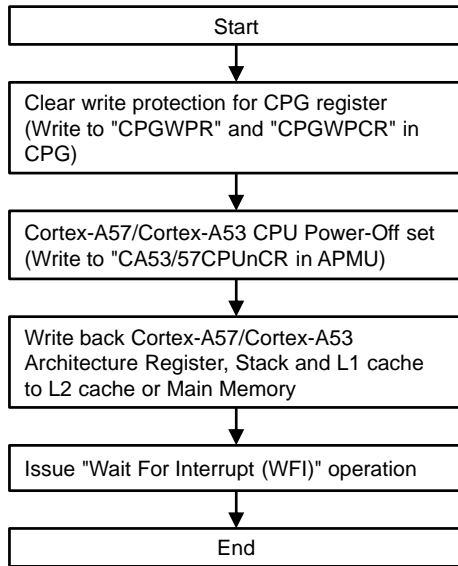 Start
Clear write protection for CPG register
(Write to "CPGWPR" and "CPGWPCR" in
CPG)
Cortex-A57/Cortex-A53 CPU Power-Off set
(Write to "CA53/57CPUnCR in APMU)
Write back Cortex-A57/Cortex-A53
Architecture Register, Stack and L1 cache
to L2 cache or Main Memory
Issue "Wait For Interrupt (WFI)" operation
End